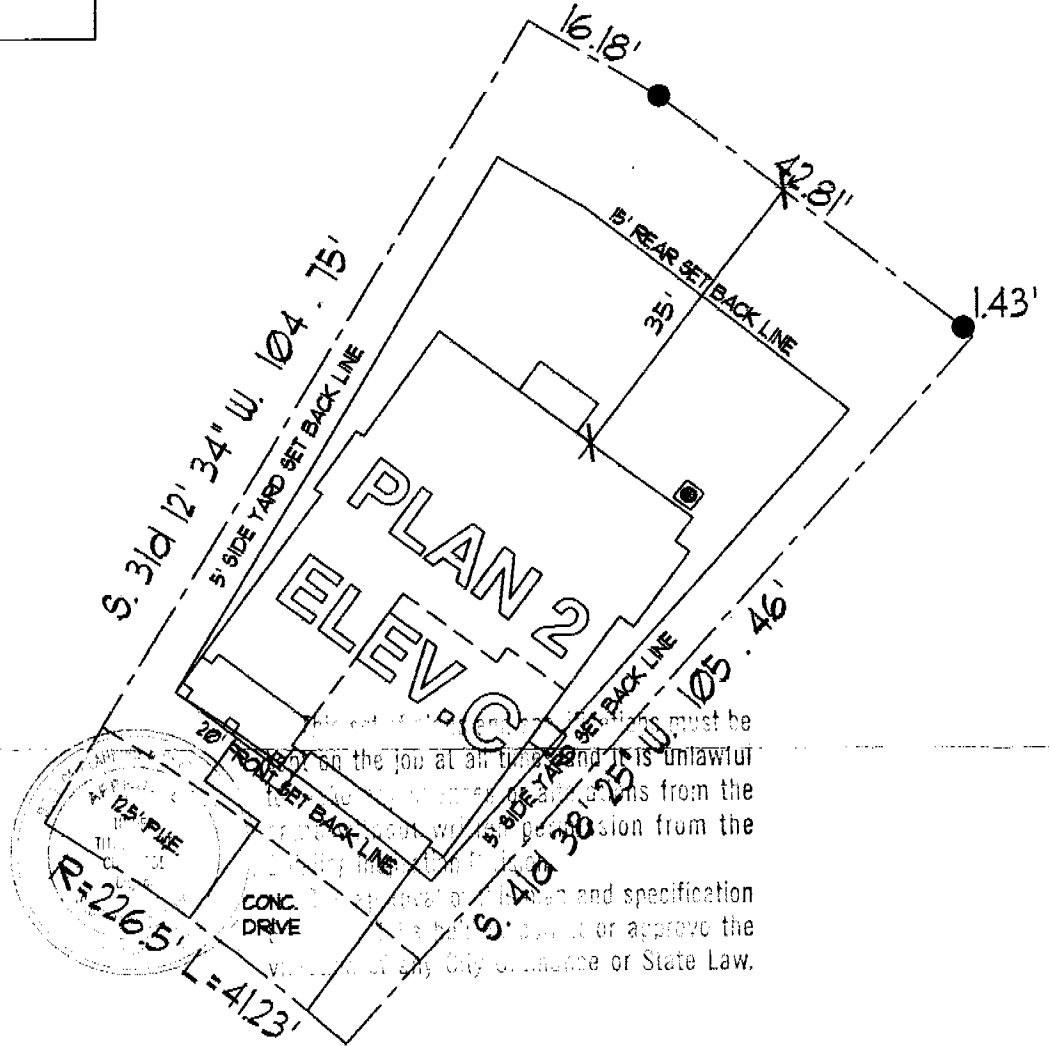 16.18'
42.81'
1.43'
15' REAR SET BACK LINE
35'
S. 31d 12' 34" W. 104.75'
5' SIDE YARD SET BACK LINE
PLAN 2
ELEV. C
S. 41d 38' 25" W. 105.46'
5' SIDE YARD SET BACK LINE
20' FRONT SET BACK LINE
12.5' P.U.E.
CONC.
DRIVE
R=226.5' L=41.23'
set of must be
on the job at all and it is unlawful
from the
from the
and specification
or approve the
of any City or State Law.